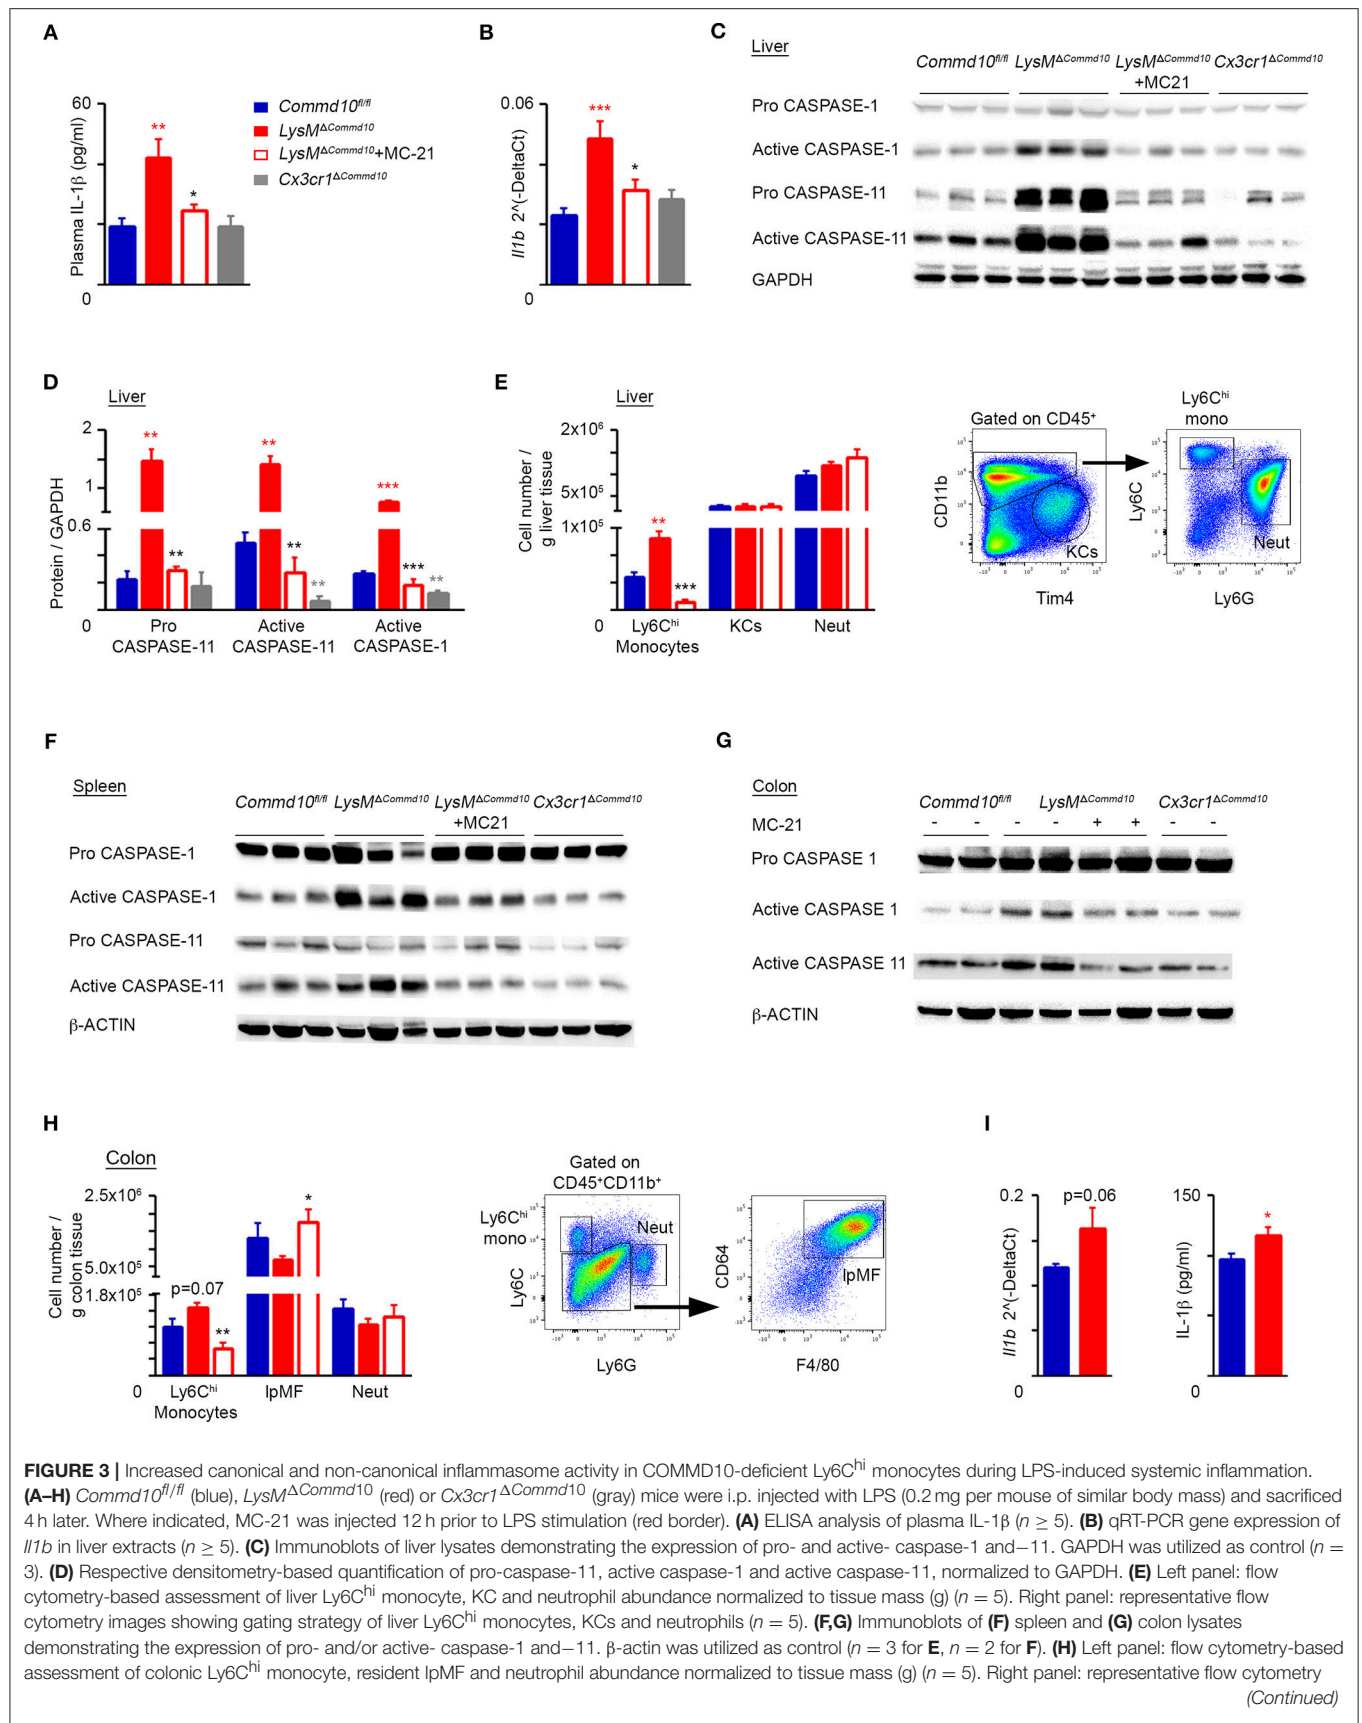 A
60
Plasma IL-1β (pg/ml)
0
**
*
Commd10fl/fl
LysMΔCommd10
LysMΔCommd10+MC-21
Cx3cr1ΔCommd10
B
0.06
Il1b 2^(-DeltaCt)
0
***
*
C
Liver
Commd10fl/fl LysMΔCommd10 LysMΔCommd10 Cx3cr1ΔCommd10
+MC21
Pro CASPASE-1
Active CASPASE-1
Pro CASPASE-11
Active CASPASE-11
GAPDH
D
Liver
2
1
0.6
0
Protein / GAPDH
** ** ***
** ** ** *** **
Pro Active Active
CASPASE-11 CASPASE-11 CASPASE-1
E
Liver
2x10⁶
5x10⁵
1x10⁵
0
Cell number /
g liver tissue
**
***
Ly6Chi KCs Neut
Monocytes
Gated on CD45+
CD11b
KCs
Tim4
Ly6Chi
mono
Ly6C
Neut
Ly6G
F
Spleen
Commd10fl/fl LysMΔCommd10 LysMΔCommd10 Cx3cr1ΔCommd10
+MC21
Pro CASPASE-1
Active CASPASE-1
Pro CASPASE-11
Active CASPASE-11
β-ACTIN
G
Colon
Commd10fl/fl LysMΔCommd10 Cx3cr1ΔCommd10
MC-21 - - - - + + - -
Pro CASPASE 1
Active CASPASE 1
Active CASPASE 11
β-ACTIN
H
Colon
2.5x10⁶
5.0x10⁵
1.8x10⁵
0
Cell number /
g colon tissue
p=0.07
**
*
Ly6Chi lpMF Neut
Monocytes
Gated on
CD45+CD11b+
Ly6Chi
mono
Neut
Ly6C
Ly6G
CD64
lpMF
F4/80
I
0.2
Il1b 2^(-DeltaCt)
0
p=0.06
150
IL-1β (pg/ml)
0
*
FIGURE 3 | Increased canonical and non-canonical inflammasome activity in COMMD10-deficient Ly6Chi monocytes during LPS-induced systemic inflammation.
(A–H) Commd10fl/fl (blue), LysMΔCommd10 (red) or Cx3cr1ΔCommd10 (gray) mice were i.p. injected with LPS (0.2 mg per mouse of similar body mass) and sacrificed
4 h later. Where indicated, MC-21 was injected 12 h prior to LPS stimulation (red border). (A) ELISA analysis of plasma IL-1β (n ≥ 5). (B) qRT-PCR gene expression of
Il1b in liver extracts (n ≥ 5). (C) Immunoblots of liver lysates demonstrating the expression of pro- and active- caspase-1 and−11. GAPDH was utilized as control (n =
3). (D) Respective densitometry-based quantification of pro-caspase-11, active caspase-1 and active caspase-11, normalized to GAPDH. (E) Left panel: flow
cytometry-based assessment of liver Ly6Chi monocyte, KC and neutrophil abundance normalized to tissue mass (g) (n = 5). Right panel: representative flow
cytometry images showing gating strategy of liver Ly6Chi monocytes, KCs and neutrophils (n = 5). (F,G) Immunoblots of (F) spleen and (G) colon lysates
demonstrating the expression of pro- and/or active- caspase-1 and−11. β-actin was utilized as control (n = 3 for E, n = 2 for F). (H) Left panel: flow cytometry-based
assessment of colonic Ly6Chi monocyte, resident lpMF and neutrophil abundance normalized to tissue mass (g) (n = 5). Right panel: representative flow cytometry
(Continued)